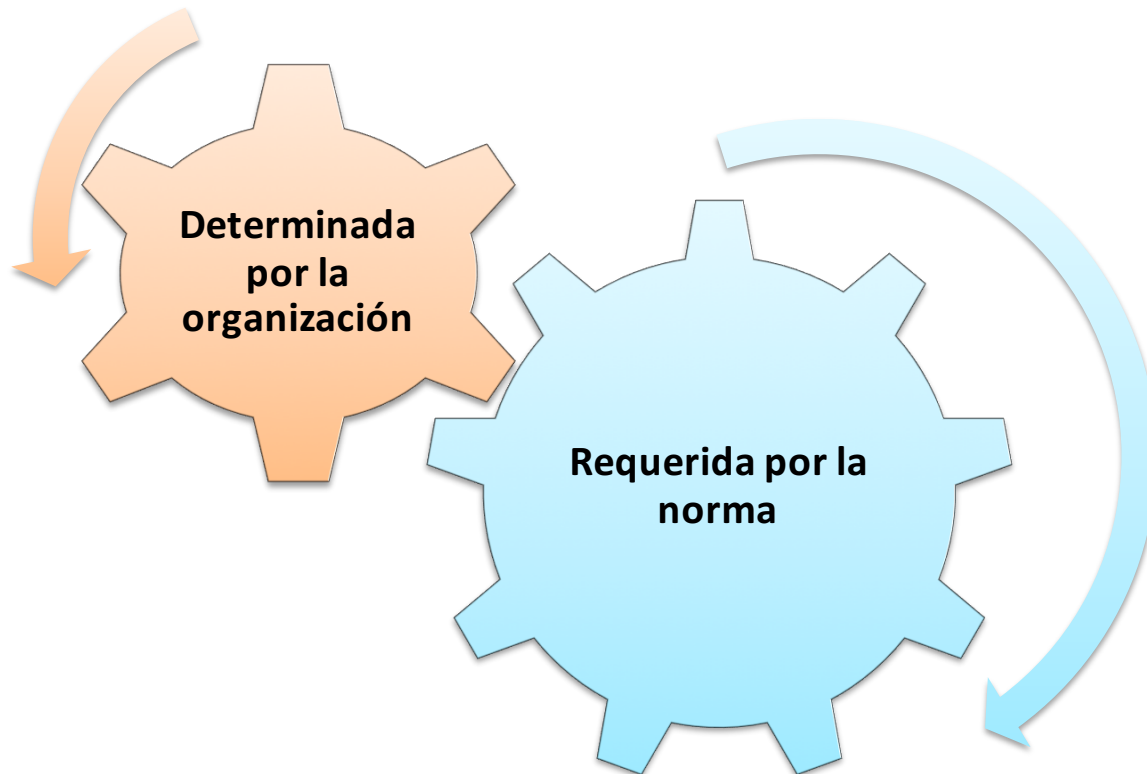 Determinada
por la
organización
Requerida por la
norma